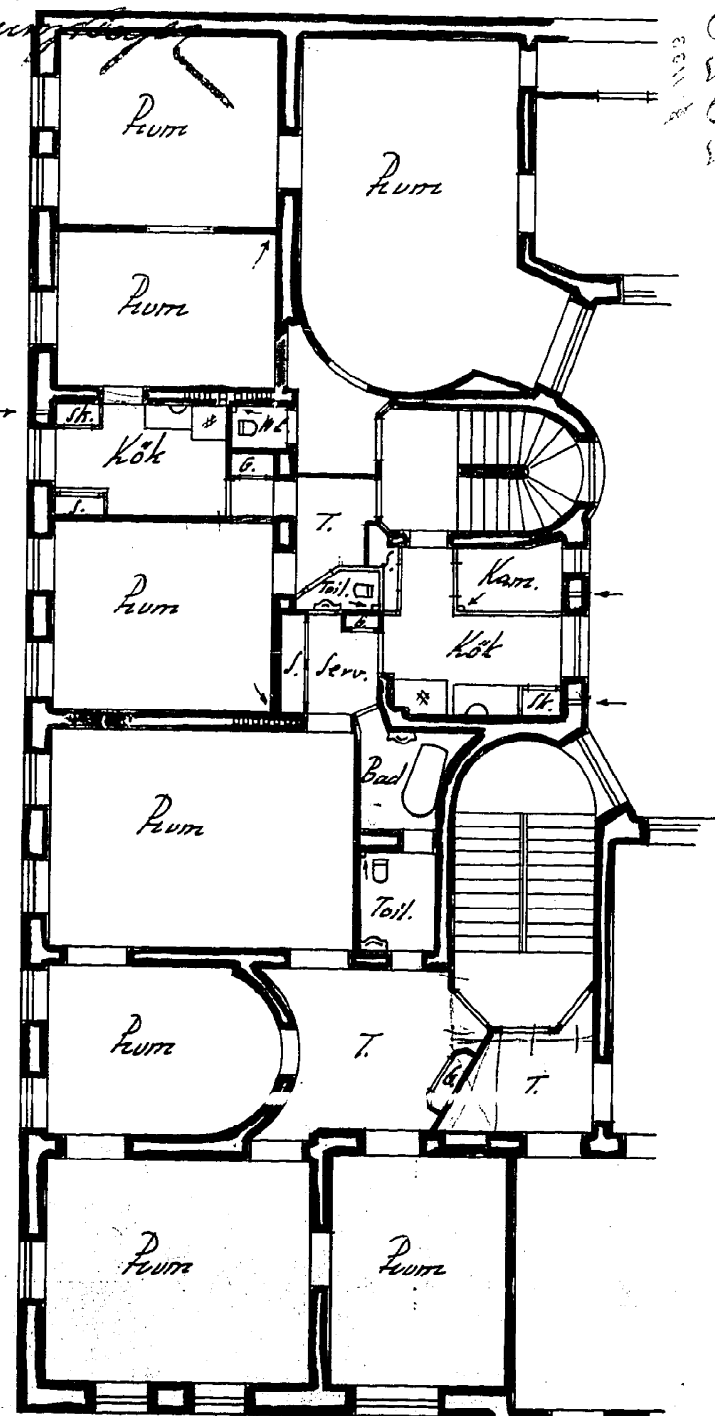 Rum
Rum
Rum
Sk.
Kök
G.
S.
T.
Rum
Toil.
S.
Kam.
G.
Kök
S.
Serv.
Sk.
Bad
Rum
Toil.
Rum
T.
G.
T.
Rum
Rum